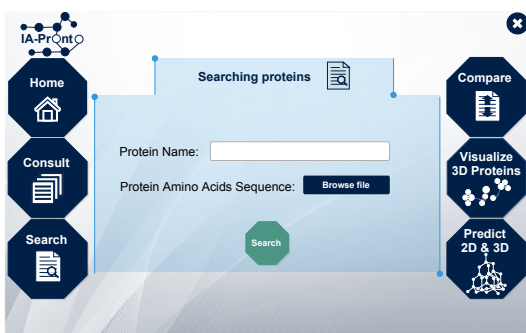 IA-PrOntO
Home
Consult
Search
Searching proteins
Protein Name:
Protein Amino Acids Sequence:
Browse file
Search
Compare
Visualize
3D Proteins
Predict
2D & 3D